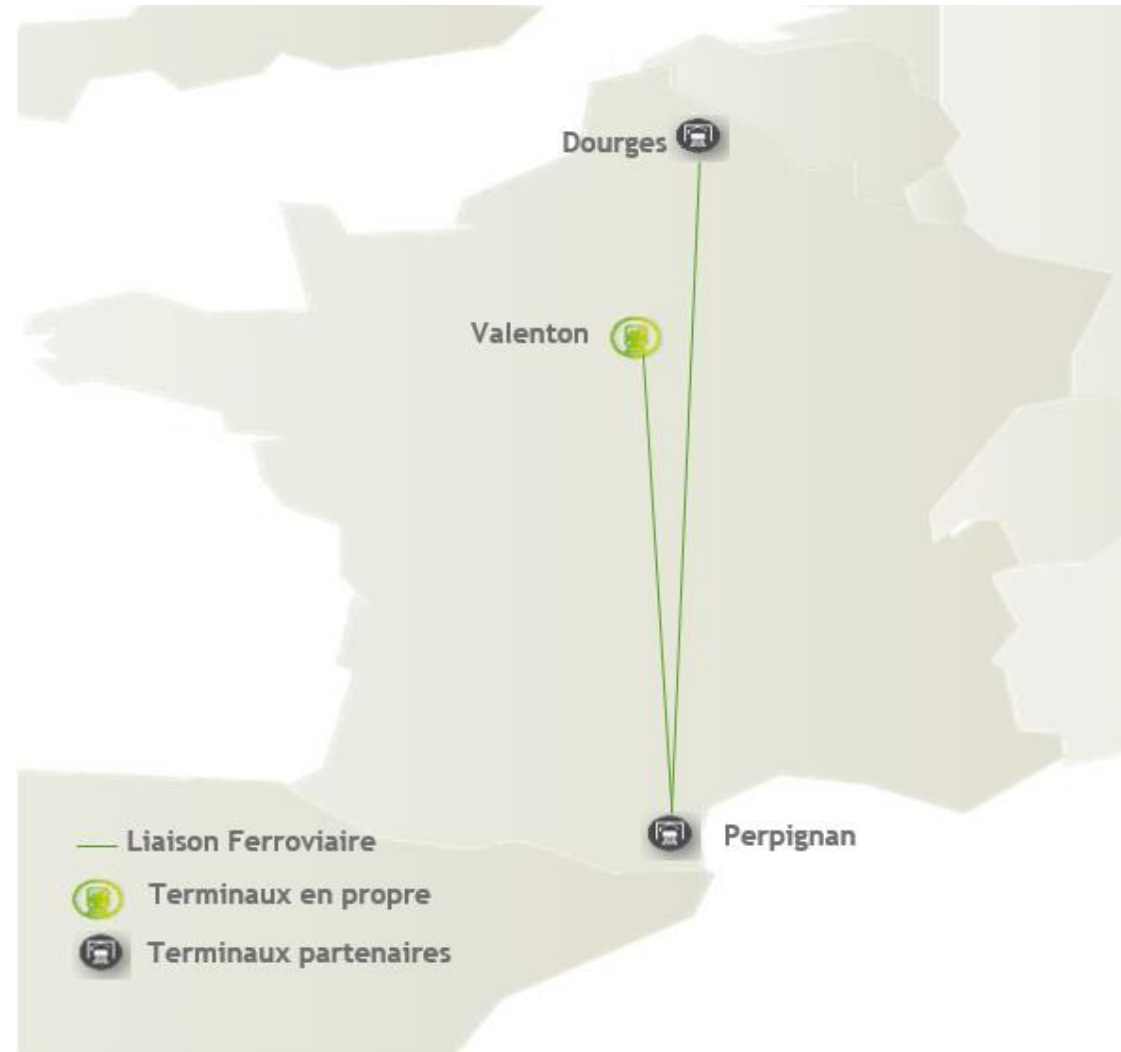 Dourges
Valenton
Perpignan
Liaison Ferroviaire
Terminaux en propre
Terminaux partenaires